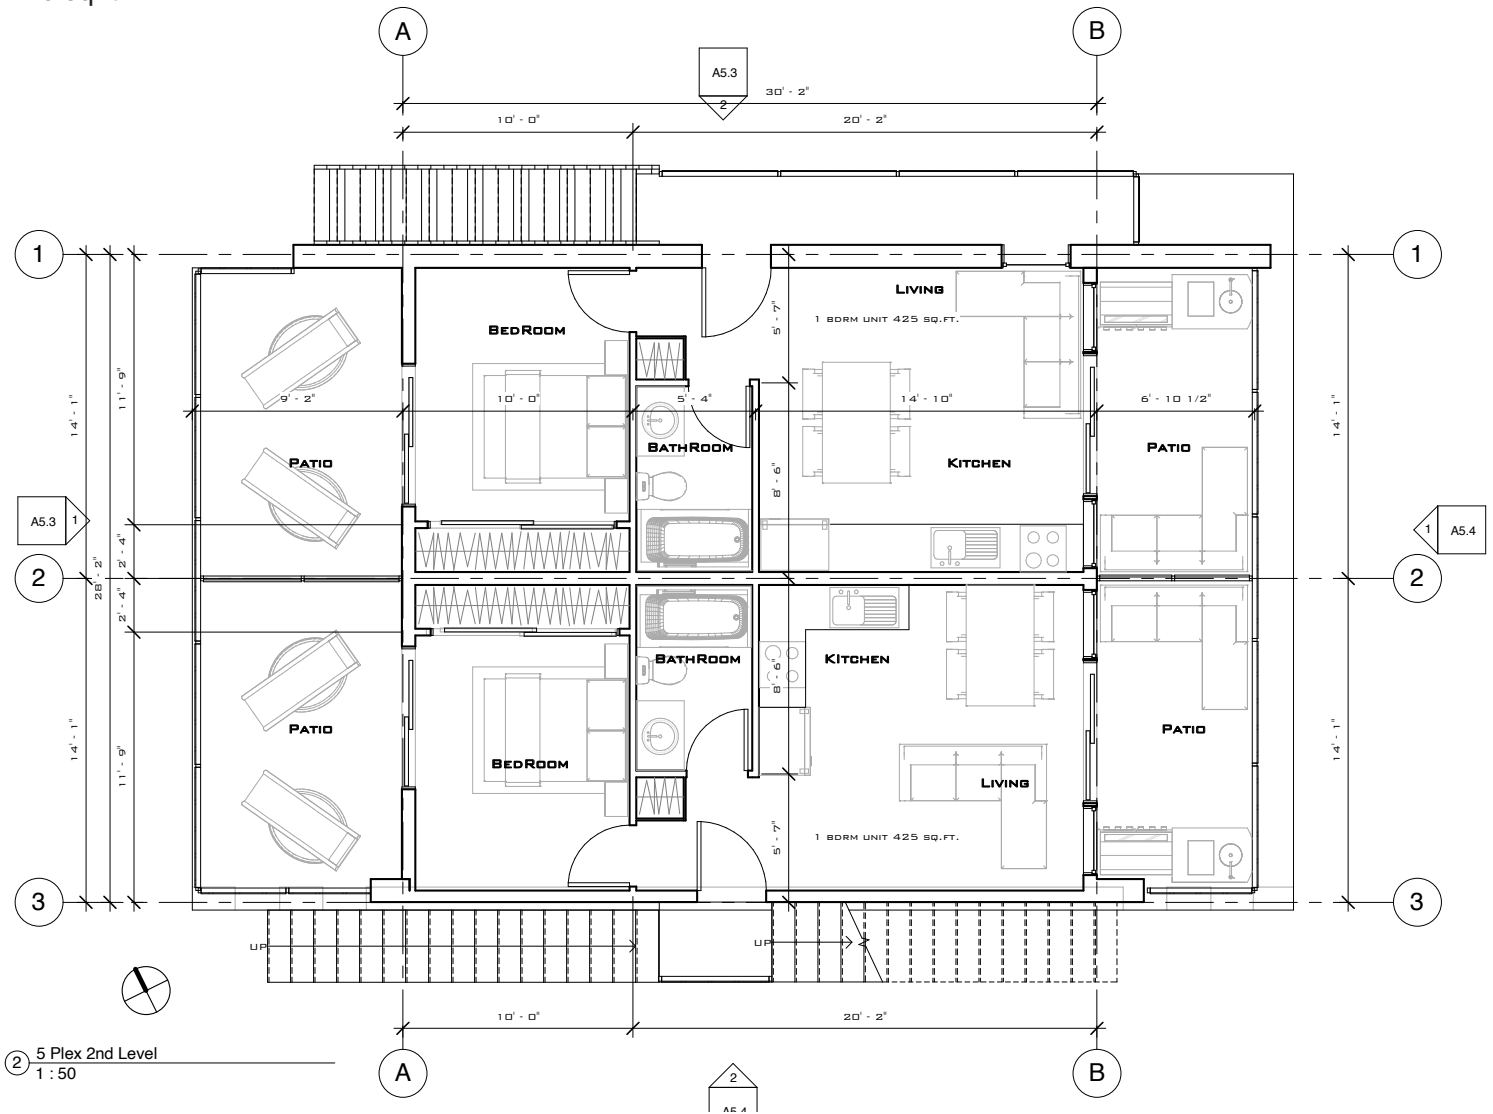 A
B
A5.3
2
30' - 2"
10' - 0"
20' - 2"
1
1
LIVING
1 BDRM UNIT 425 SQ.FT.
BEDROOM
5' - 7"
11' - 9"
14' - 1"
14' - 1"
9' - 2"
10' - 0"
5' - 4"
14' - 10"
6' - 10 1/2"
BATHROOM
PATIO
KITCHEN
PATIO
8' - 6"
A5.3
1
1
A5.4
2' - 4"
28' - 2"
2
2
2' - 4"
BATHROOM
KITCHEN
8' - 6"
PATIO
BEDROOM
PATIO
14' - 1"
11' - 9"
14' - 1"
LIVING
1 BDRM UNIT 425 SQ.FT.
5' - 7"
3
3
UP
UP
10' - 0"
20' - 2"
2
5 Plex 2nd Level
1 : 50
A
B
2
A5.4